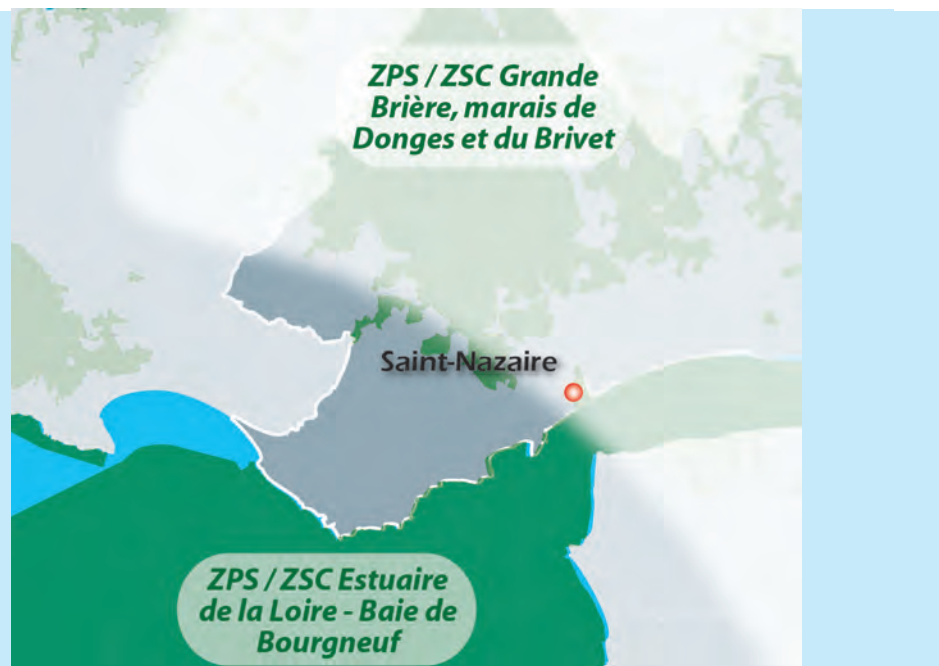 ZPS / ZSC Grande
Brière, marais de
Donges et du Brivet
Saint-Nazaire
ZPS / ZSC Estuaire
de la Loire - Baie de
Bourgneuf